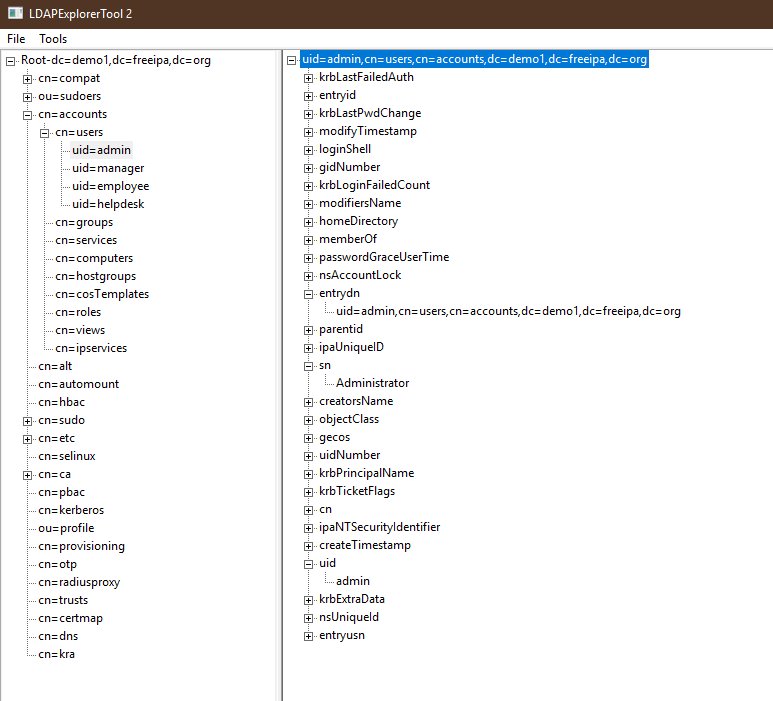 LDAPExplorerTool 2
File Tools
Root-dc=demo1,dc=freeipa,dc=org
cn=compat
ou=sudoers
cn=accounts
cn=users
uid=admin
uid=manager
uid=employee
uid=helpdesk
cn=groups
cn=services
cn=computers
cn=hostgroups
cn=cosTemplates
cn=roles
cn=views
cn=ipservices
cn=alt
cn=automount
cn=hbac
cn=sudo
cn=etc
cn=selinux
cn=ca
cn=pbac
cn=kerberos
ou=profile
cn=provisioning
cn=otp
cn=radiusproxy
cn=trusts
cn=certmap
cn=dns
cn=kra
uid=admin,cn=users,cn=accounts,dc=demo1,dc=freeipa,dc=org
krbLastFailedAuth
entryid
krbLastPwdChange
modifyTimestamp
loginShell
gidNumber
krbLoginFailedCount
modifiersName
homeDirectory
memberOf
passwordGraceUserTime
nsAccountLock
entrydn
uid=admin,cn=users,cn=accounts,dc=demo1,dc=freeipa,dc=org
parentid
ipaUniqueID
sn
Administrator
creatorsName
objectClass
gecos
uidNumber
krbPrincipalName
krbTicketFlags
cn
ipaNTSecurityIdentifier
createTimestamp
uid
admin
krbExtraData
nsUniqueId
entryusn